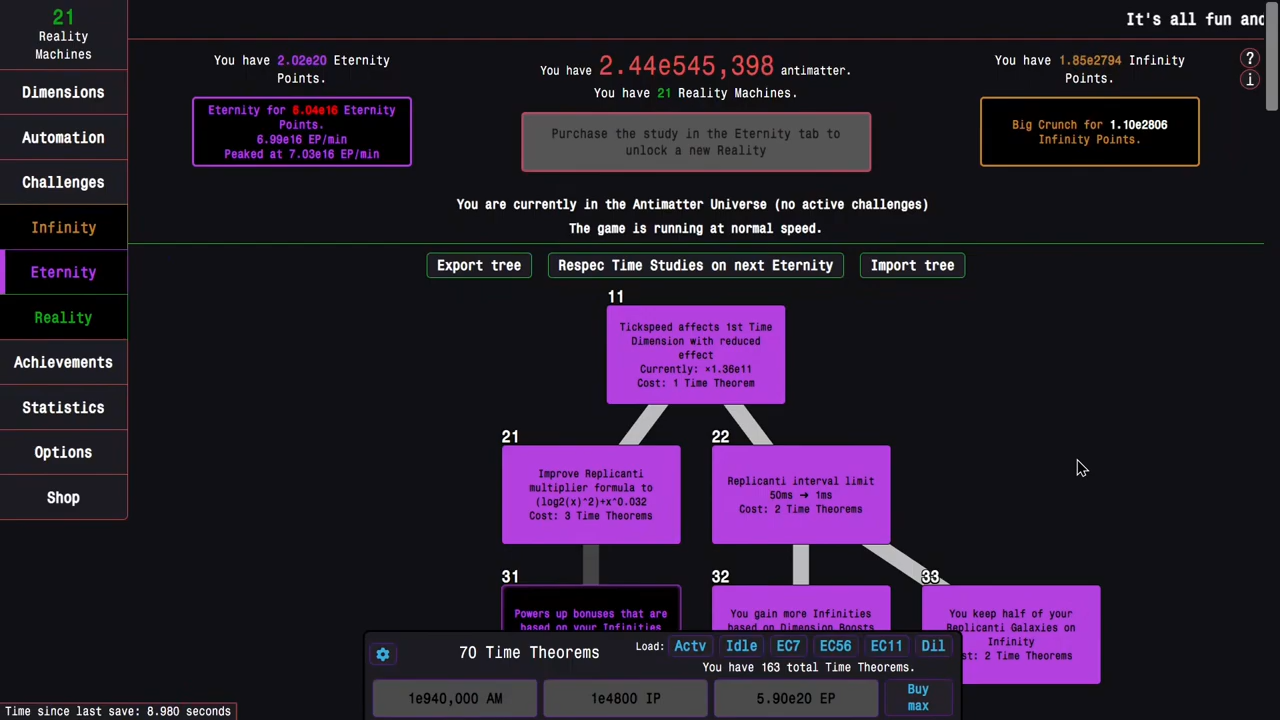 21
Reality
Machines
Dimensions
Automation
Challenges
Infinity
Eternity
Reality
Achievements
Statistics
Options
Shop
Time since last save: 8.980 seconds
It's all fun and
You have 2.02e20 Eternity
Points.
Eternity for 6.04e16 Eternity
Points.
6.99e16 EP/min
Peaked at 7.03e16 EP/min
You have 2.44e545,398 antimatter.
You have 21 Reality Machines.
Purchase the study in the Eternity tab to
unlock a new Reality
You have 1.85e2794 Infinity
Points.
Big Crunch for 1.10e2806
Infinity Points.
?
i
You are currently in the Antimatter Universe (no active challenges)
The game is running at normal speed.
Export tree
Respec Time Studies on next Eternity
Import tree
11
Tickspeed affects 1st Time
Dimension with reduced
effect
Currently: ×1.36e11
Cost: 1 Time Theorem
21
Improve Replicanti
multiplier formula to
(log2(x)^2)+x^0.032
Cost: 3 Time Theorems
22
Replicanti interval limit
50ms → 1ms
Cost: 2 Time Theorems
31
Powers up bonuses that are
based on your Infinities
32
You gain more Infinities
based on Dimension Boosts
33
You keep half of your
Replicanti Galaxies on
Infinity
st: 2 Time Theorems
70 Time Theorems
Load: Actv Idle EC7 EC56 EC11 Dil
You have 163 total Time Theorems.
1e940,000 AM
1e4800 IP
5.90e20 EP
Buy
max